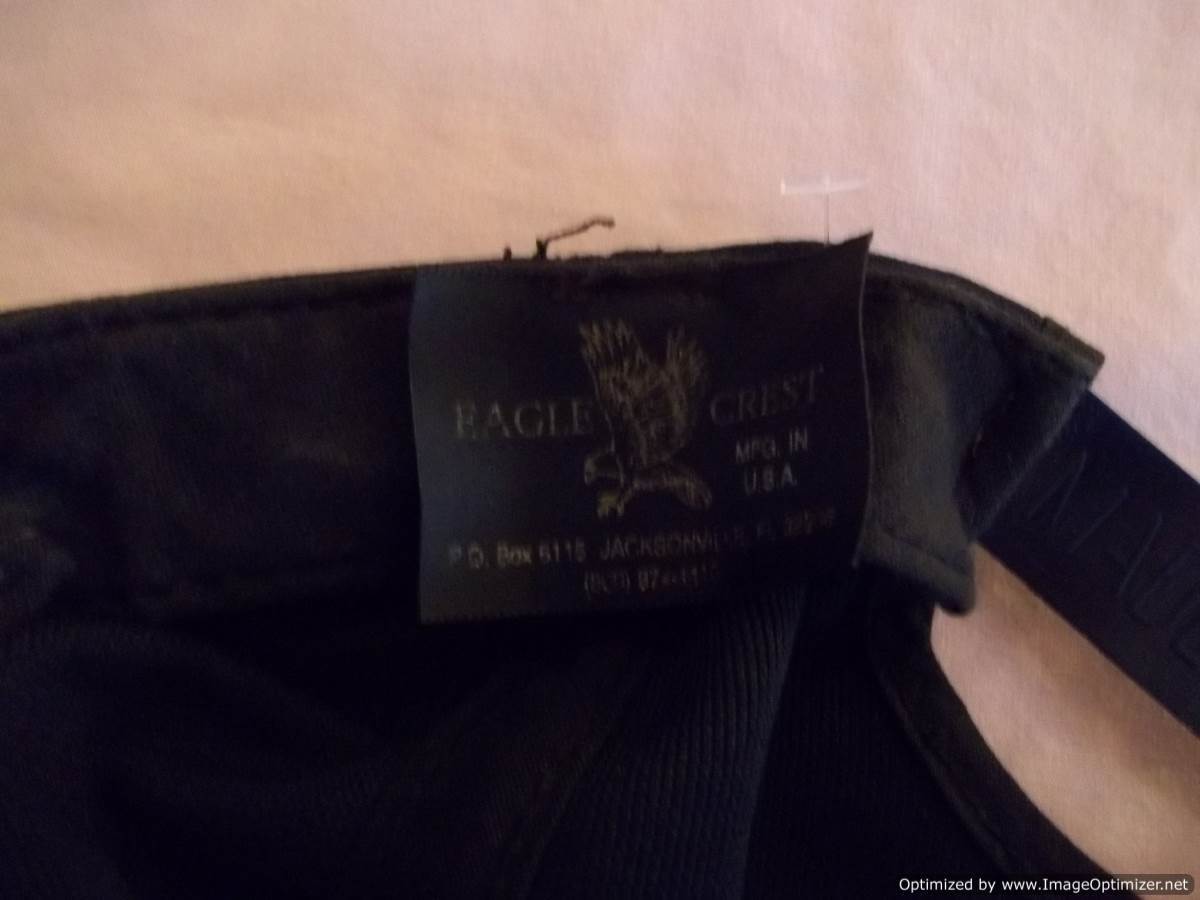 EAGLE CREST
MFG. IN
U.S.A.
P.O. Box 6115 JACKSONVILLE, FL
Optimized by www.ImageOptimizer.net